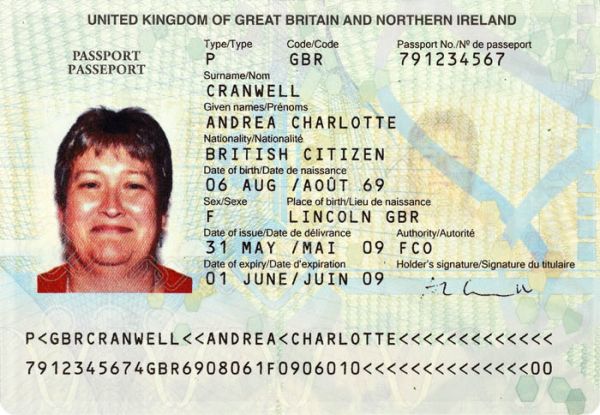 UNITED KINGDOM OF GREAT BRITAIN AND NORTHERN IRELAND
PASSPORT
PASSEPORT
Type/Type Code/Code Passport No./Nº de passeport
P GBR 791234567
Surname/Nom
CRANWELL
Given names/Prénoms
ANDREA CHARLOTTE
Nationality/Nationalité
BRITISH CITIZEN
Date of birth/Date de naissance
06 AUG /AOÛT 69
Sex/Sexe Place of birth/Lieu de naissance
F LINCOLN GBR
Date of issue/Date de délivrance Authority/Autorité
31 MAY /MAI 09 FCO
Date of expiry/Date d'expiration Holder's signature/Signature du titulaire
01 JUNE/JUIN 09
P<GBRCRANWELL<<ANDREA<CHARLOTTE<<<<<<<<<<<<<
7912345674GBR6908061F0906010<<<<<<<<<<<<<<00